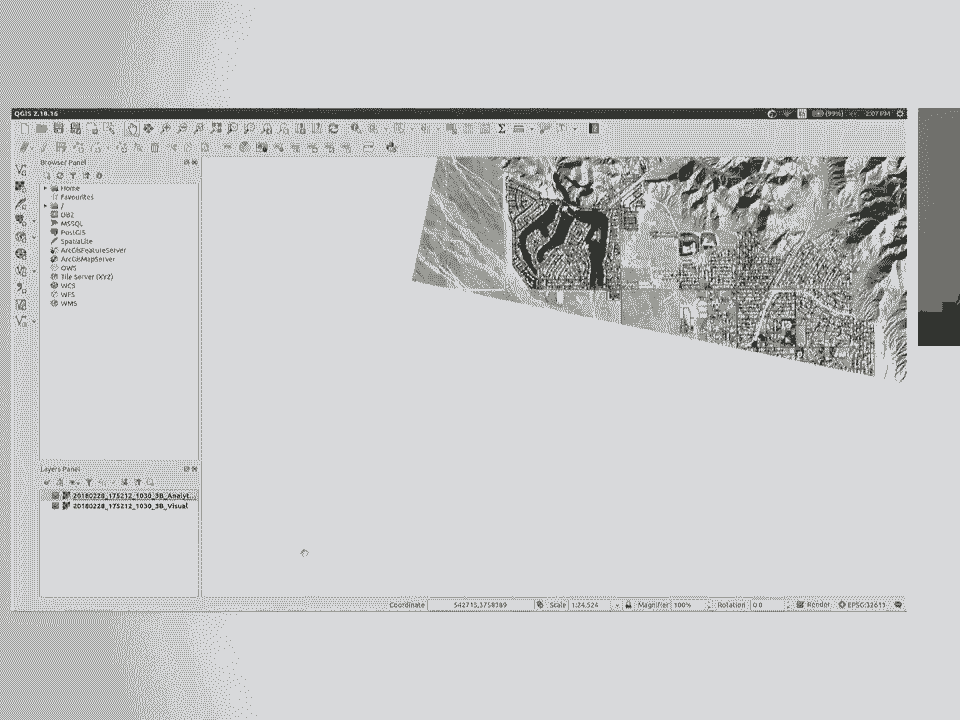 QGIS 2.18.16
(99%) 2:07 PM
Browser Panel
Home
Favourites
/
DB2
MSSQL
PostGIS
SpatiaLite
ArcGisFeatureServer
ArcGisMapServer
OWS
Tile Server (XYZ)
WCS
WFS
WMS
Layers Panel
20180228_175212_1030_3B_Analyt...
20180228_175212_1030_3B_Visual
Coordinate 542715,3758789 Scale 1:24,524 Magnifier 100% Rotation 0.0 Render EPSG:32611